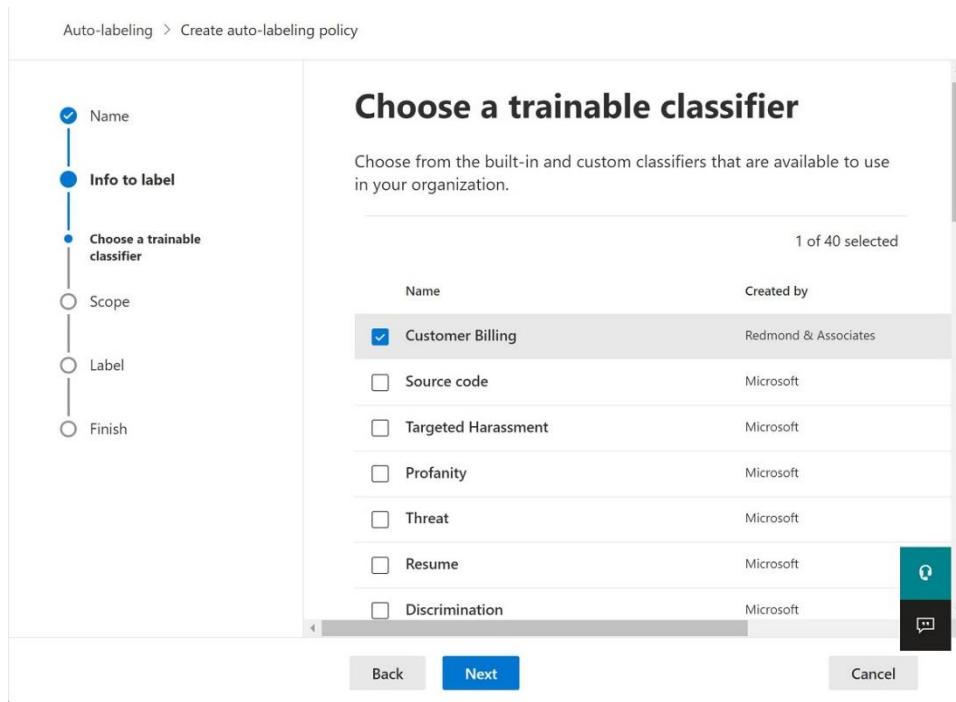 Auto-labeling > Create auto-labeling policy
Name
Info to label
Choose a trainable
classifier
Scope
Label
Finish
Choose a trainable classifier
Choose from the built-in and custom classifiers that are available to use
in your organization.
1 of 40 selected
Name Created by
Customer Billing Redmond & Associates
Source code Microsoft
Targeted Harassment Microsoft
Profanity Microsoft
Threat Microsoft
Resume Microsoft
Discrimination Microsoft
Back Next Cancel